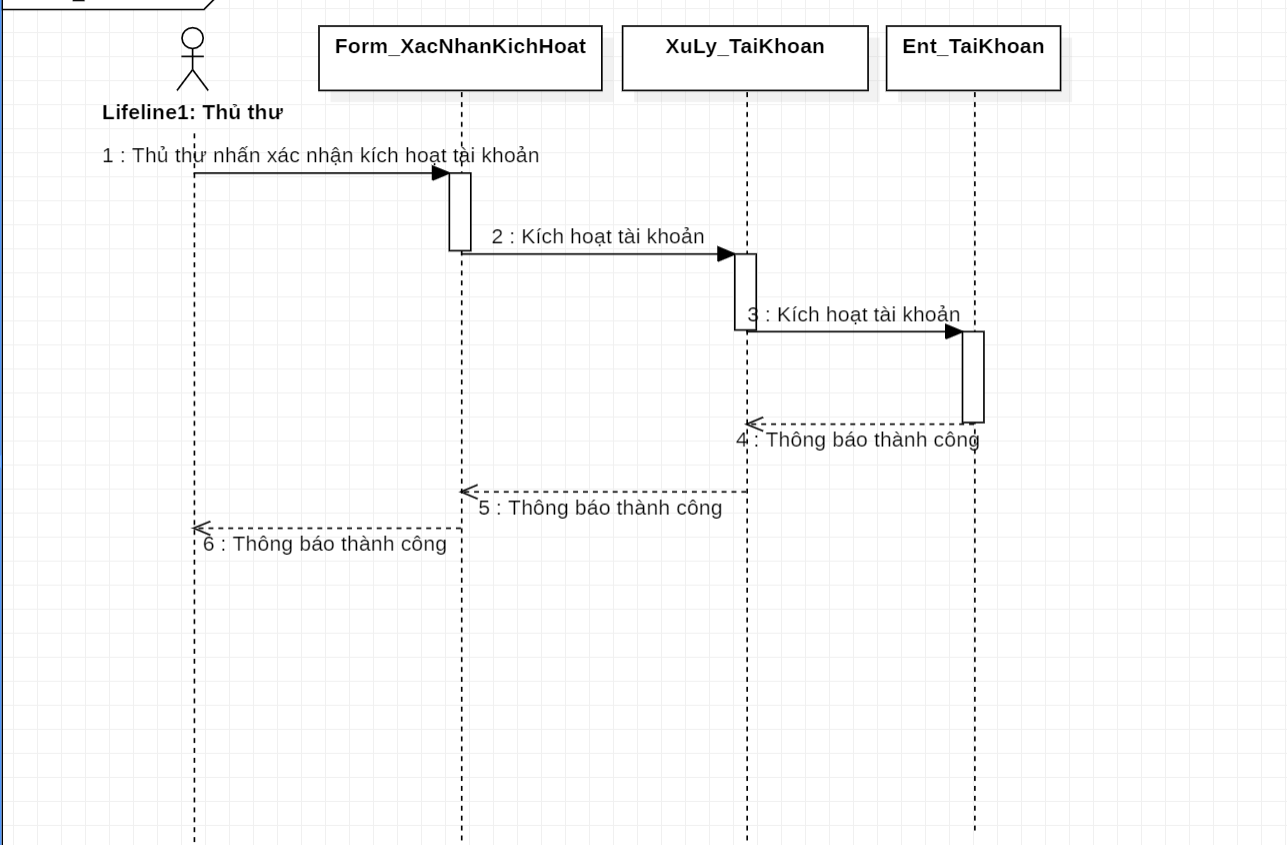 Form_XacNhanKichHoat
XuLy_TaiKhoan
Ent_TaiKhoan
Lifeline1: Thủ thư
1 : Thủ thư nhấn xác nhận kích hoạt tài khoản
2 : Kích hoạt tài khoản
3 : Kích hoạt tài khoản
4 : Thông báo thành công
5 : Thông báo thành công
6 : Thông báo thành công